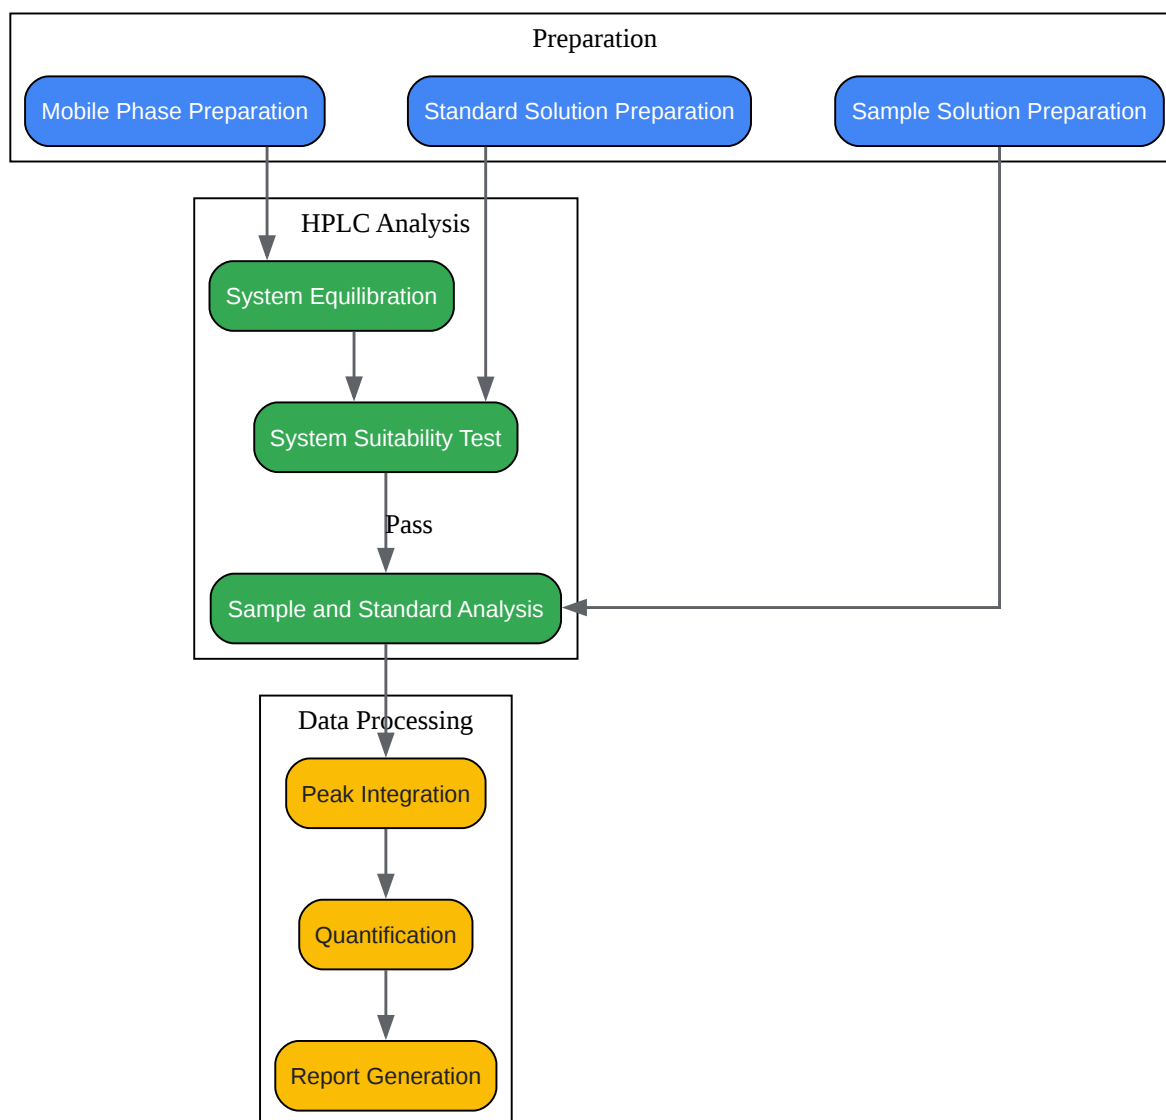 Preparation
Mobile Phase Preparation
Standard Solution Preparation
Sample Solution Preparation
HPLC Analysis
System Equilibration
System Suitability Test
Pass
Sample and Standard Analysis
Data Processing
Peak Integration
Quantification
Report Generation